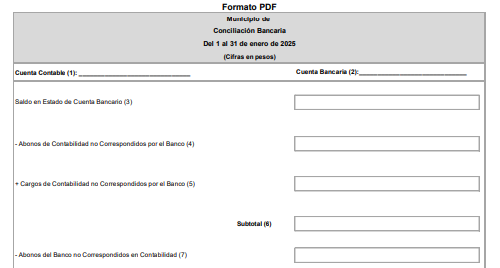 Formato PDF
Municipio de
Conciliación Bancaria
Del 1 al 31 de enero de 2025
(Cifras en pesos)
Cuenta Contable (1): ____________________ Cuenta Bancaria (2): ____________________
Saldo en Estado de Cuenta Bancario (3)
- Abonos de Contabilidad no Correspondidos por el Banco (4)
+ Cargos de Contabilidad no Correspondidos por el Banco (5)
Subtotal (6)
- Abonos del Banco no Correspondidos en Contabilidad (7)